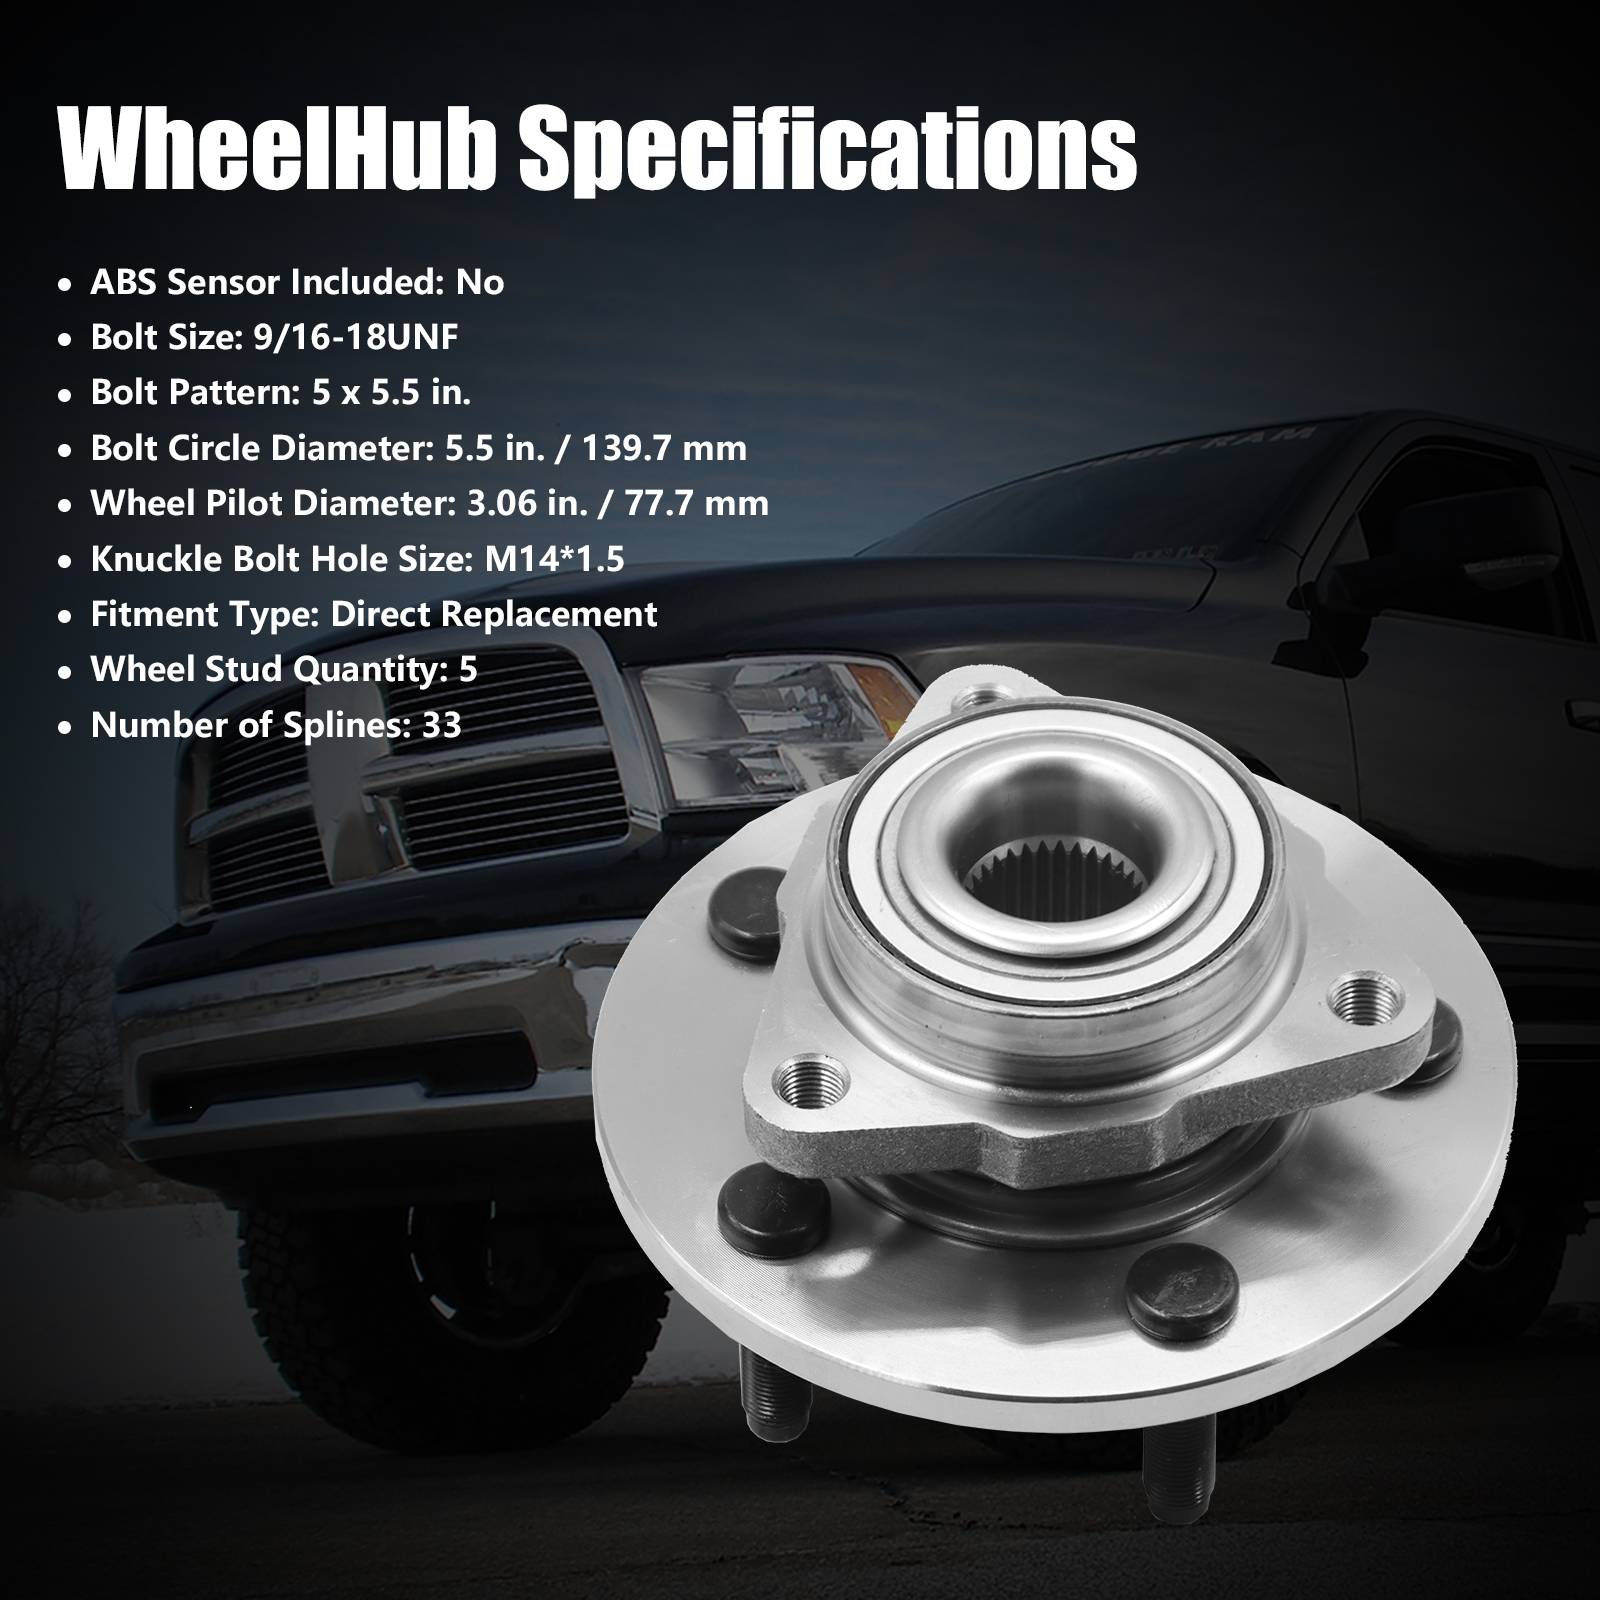 WheelHub Specifications
• ABS Sensor Included: No
• Bolt Size: 9/16-18UNF
• Bolt Pattern: 5 x 5.5 in.
• Bolt Circle Diameter: 5.5 in. / 139.7 mm
• Wheel Pilot Diameter: 3.06 in. / 77.7 mm
• Knuckle Bolt Hole Size: M14*1.5
• Fitment Type: Direct Replacement
• Wheel Stud Quantity: 5
• Number of Splines: 33
RAM